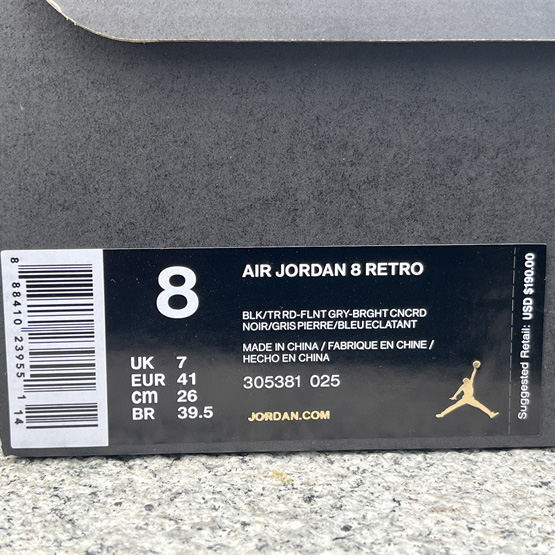 8 88410 23955 1 14
8
UK 7
EUR 41
cm 26
BR 39.5
AIR JORDAN 8 RETRO
BLK/TR RD-FLNT GRY-BRGHT CNCRD
NOIR/GRIS PIERRE/BLEU ECLATANT
MADE IN CHINA / FABRIQUE EN CHINE /
HECHO EN CHINA
305381 025
JORDAN.COM
Suggested Retail: USD $190.00